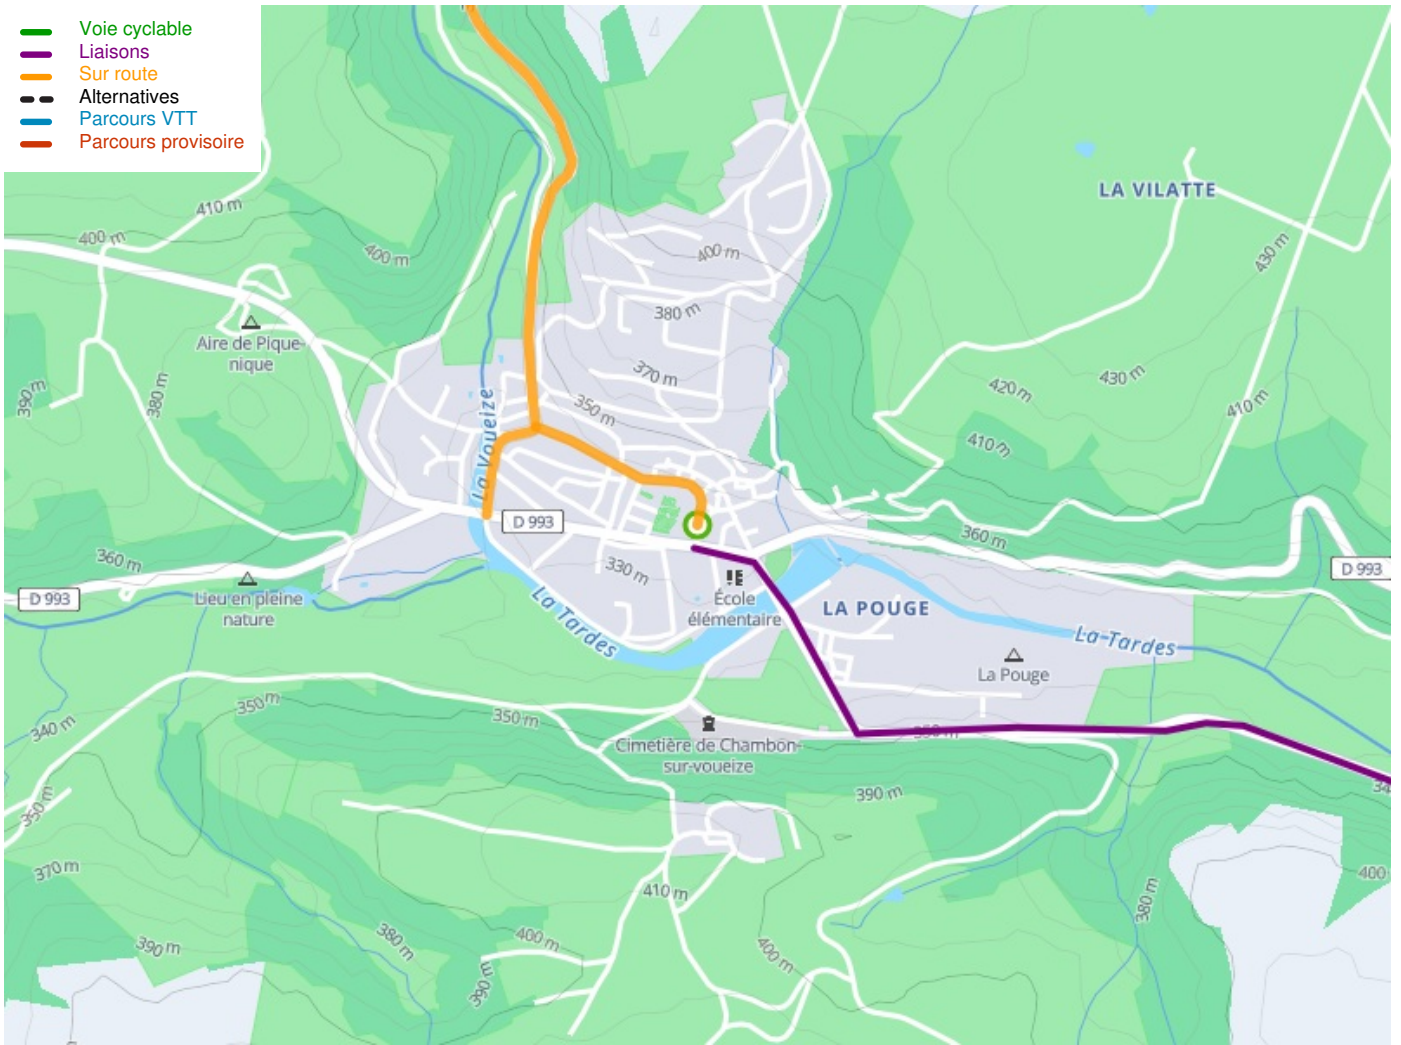 Voie cyclable
Liaisons
Sur route
Alternatives
Parcours VTT
Parcours provisoire
LA VILATTE
410 m
400 m
400 m
400 m
430 m
380 m
Aire de Pique-
nique
370 m
430 m
420 m
390 m
380 m
350 m
410 m
410 m
La Voueize
D 993
360 m
360 m
D 993
330 m
D 993
Lieu en pleine
nature
École
élémentaire
LA POUGE
La Tardes
La Tardes
La Pouge
350 m
350 m
340 m
350 m
Cimetière de Chambon-
sur-voueize
34
390 m
350 m
370 m
400
410 m
380 m
390 m
380 m
400 m
400 m
390 m